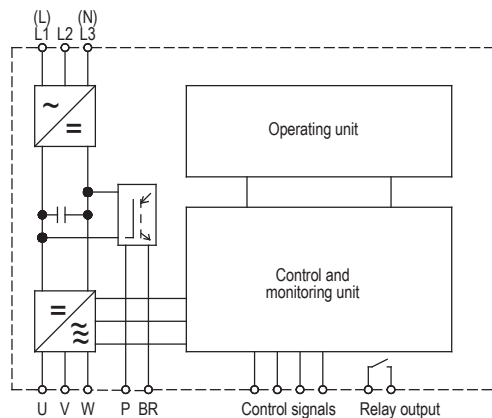 (L) (N)
L1 L2 L3
Operating unit
Control and
monitoring unit
U V W P BR Control signals Relay output